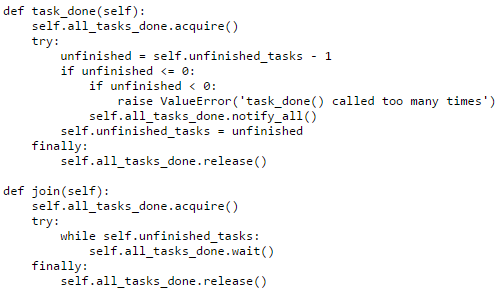 def task_done(self):
    self.all_tasks_done.acquire()
    try:
        unfinished = self.unfinished_tasks - 1
        if unfinished <= 0:
            if unfinished < 0:
                raise ValueError('task_done() called too many times')
            self.all_tasks_done.notify_all()
        self.unfinished_tasks = unfinished
    finally:
        self.all_tasks_done.release()

def join(self):
    self.all_tasks_done.acquire()
    try:
        while self.unfinished_tasks:
            self.all_tasks_done.wait()
    finally:
        self.all_tasks_done.release()